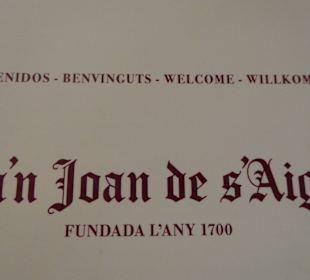 ENIDOS - BENVINGUTS - WELCOME - WILLKOM
a'n Joan de s'Aig
FUNDADA L'ANY 1700